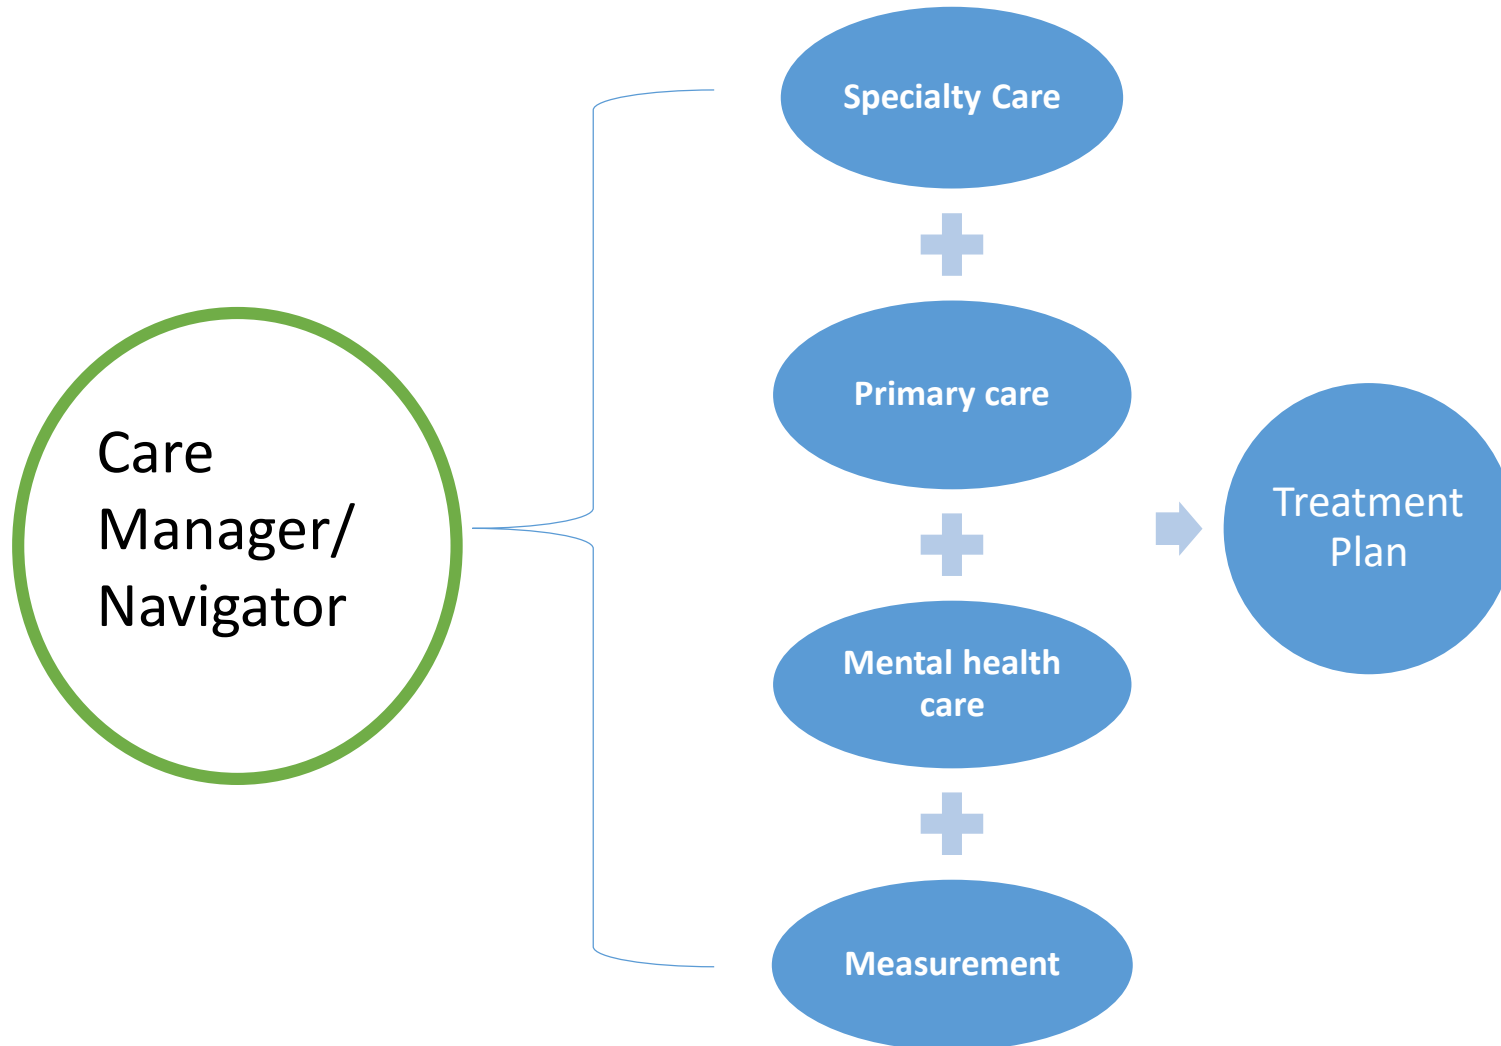 Care
Manager/
Navigator
Specialty Care
Primary care
Mental health
care
Measurement
Treatment
Plan